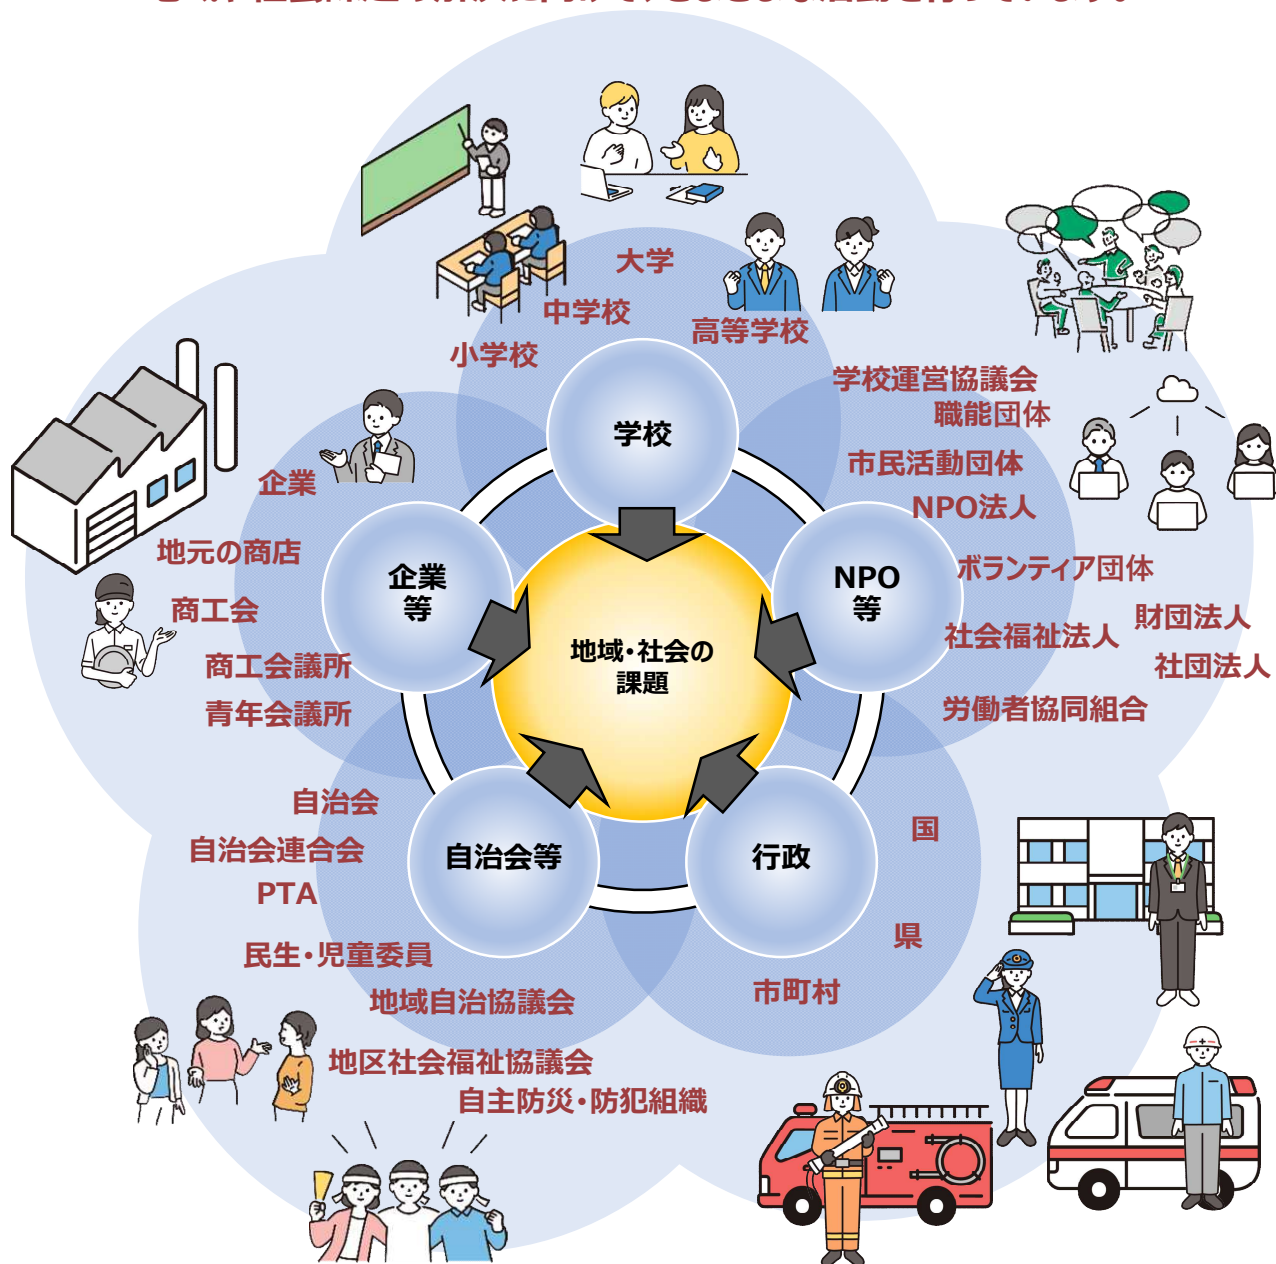 大学
中学校
高等学校
小学校
学校
学校運営協議会
職能団体
市民活動団体
NPO法人
NPO
等
ボランティア団体
財団法人
社会福祉法人
社団法人
労働者協同組合
企業
地元の商店
企業
等
商工会
商工会議所
青年会議所
地域・社会の
課題
自治会
自治会連合会
PTA
自治会等
民生・児童委員
地域自治協議会
地区社会福祉協議会
自主防災・防犯組織
行政
国
県
市町村